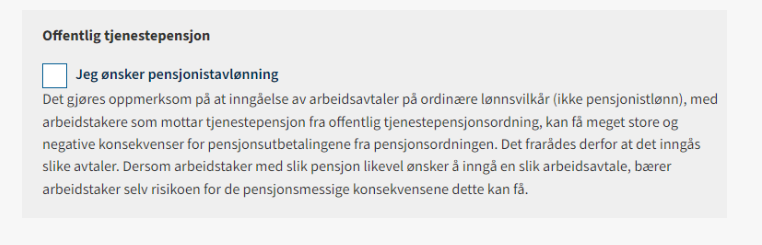 Offentlig tjenestepensjon
Jeg ønsker pensjonistavlønning
Det gjøres oppmerksom på at inngåelse av arbeidsavtaler på ordinære lønnsvilkår (ikke pensjonistlønn), med
arbeidstakere som mottar tjenestepensjon fra offentlig tjenestepensjonsordning, kan få meget store og
negative konsekvenser for pensjonsutbetalingene fra pensjonsordningen. Det frarådes derfor at det inngås
slike avtaler. Dersom arbeidstaker med slik pensjon likevel ønsker å inngå en slik arbeidsavtale, bærer
arbeidstaker selv risikoen for de pensjonsmessige konsekvensene dette kan få.